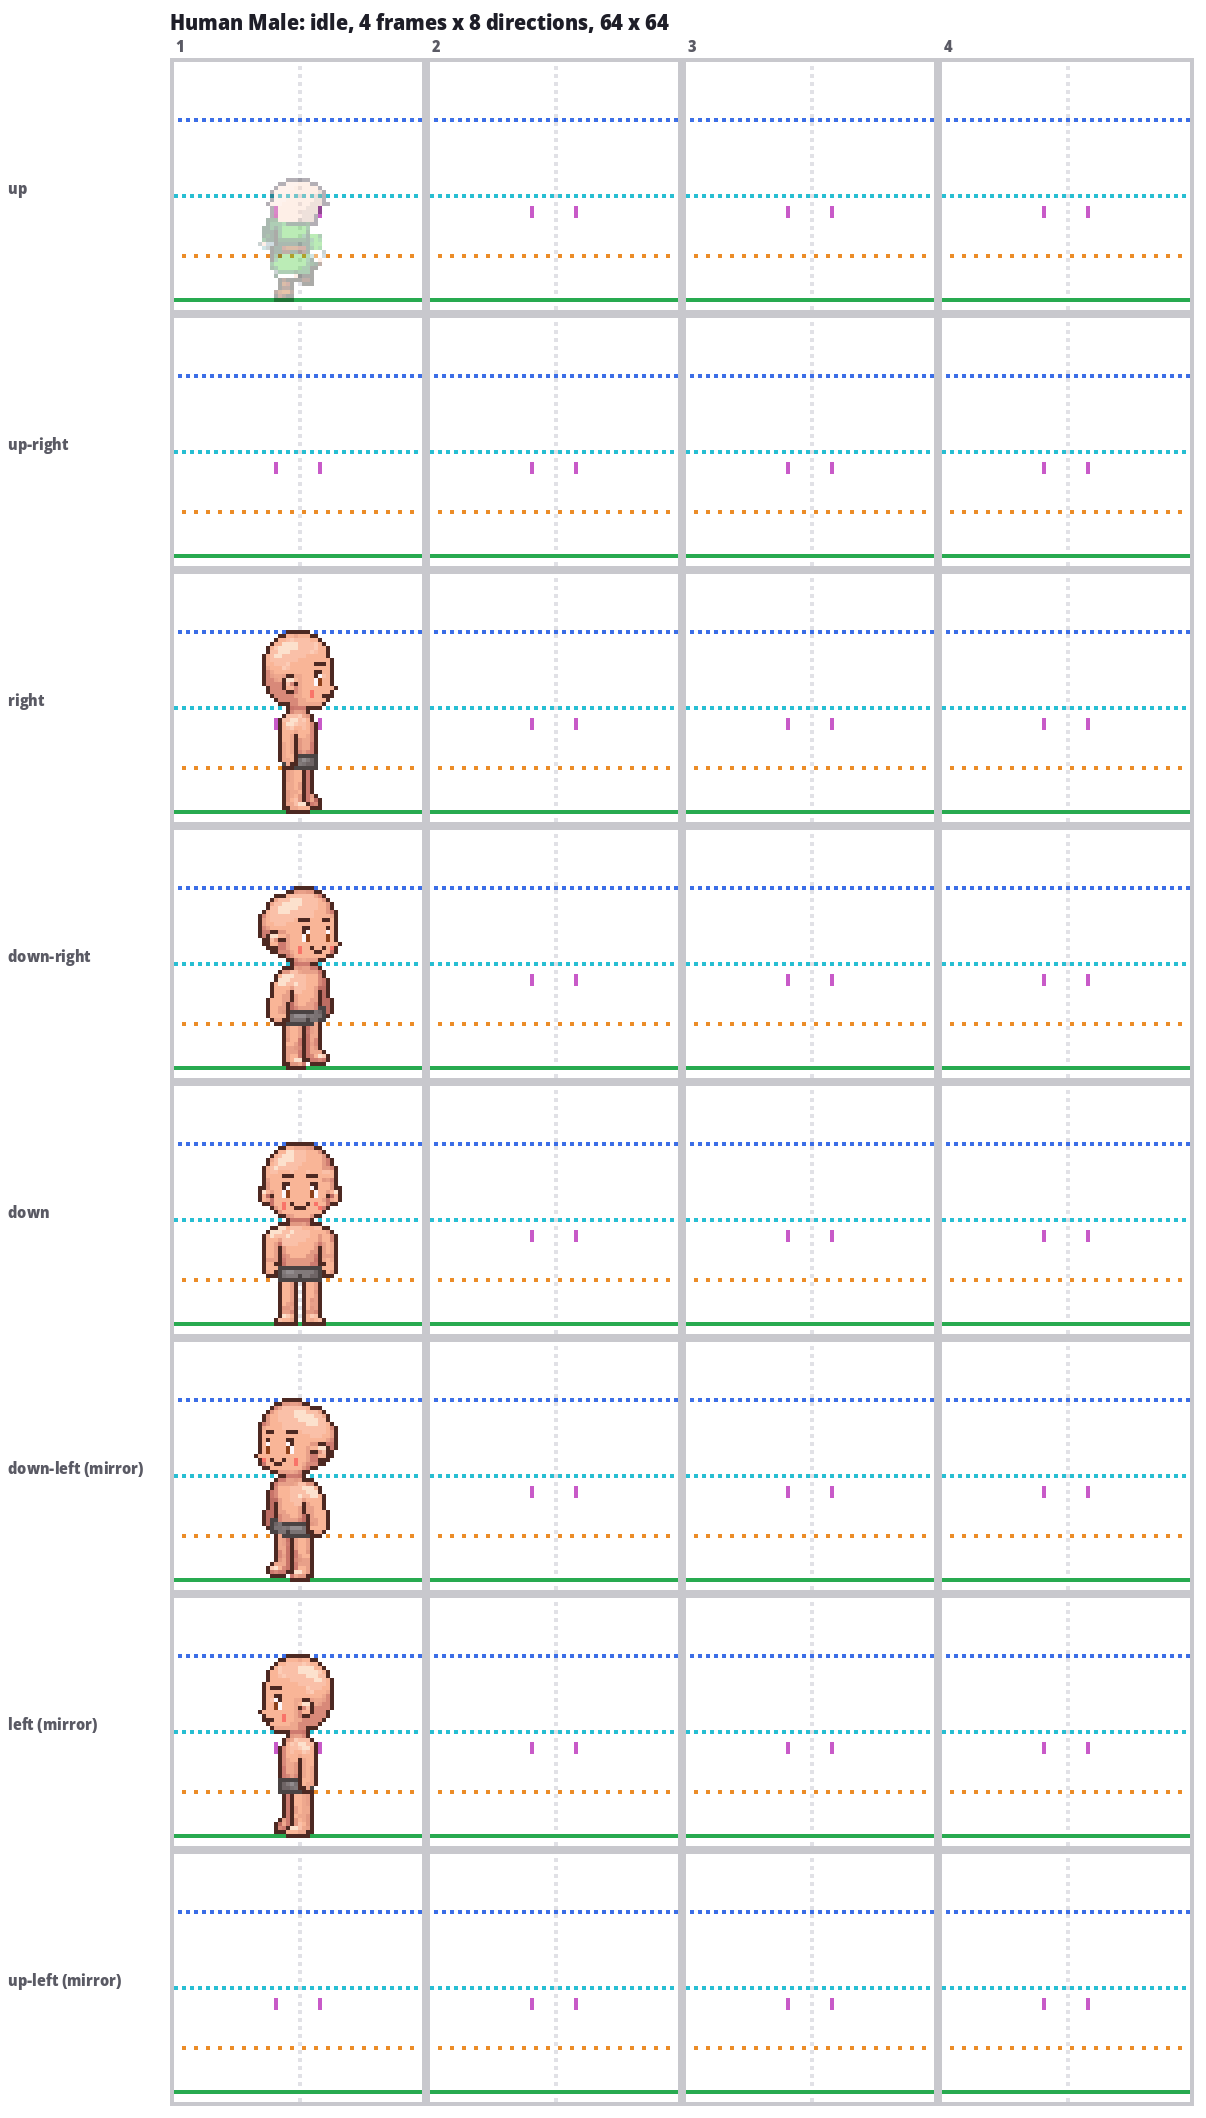 Human Male: idle, 4 frames x 8 directions, 64 x 64
1 2 3 4
up
up-right
right
down-right
down
down-left (mirror)
left (mirror)
up-left (mirror)